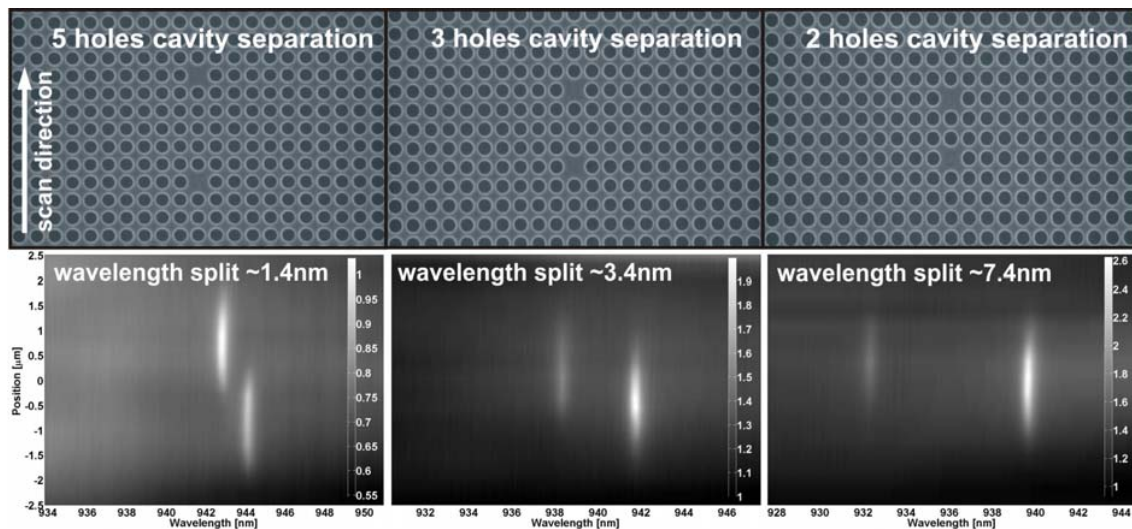 5 holes cavity separation
3 holes cavity separation
2 holes cavity separation
scan direction
wavelength split ~1.4nm
wavelength split ~3.4nm
wavelength split ~7.4nm
2.5
2
1.5
1
0.5
0
-0.5
-1
-1.5
-2
-2.5
Position [µm]
1
0.95
0.9
0.85
0.8
0.75
0.7
0.65
0.6
0.55
1.9
1.8
1.7
1.6
1.5
1.4
1.3
1.2
1.1
1
2.6
2.4
2.2
2
1.8
1.6
1.4
1.2
1
934 936 938 940 942 944 946 948 950
932 934 936 938 940 942 944 946
928 930 932 934 936 938 940 942 944
Wavelength [nm]
Wavelength [nm]
Wavelength [nm]